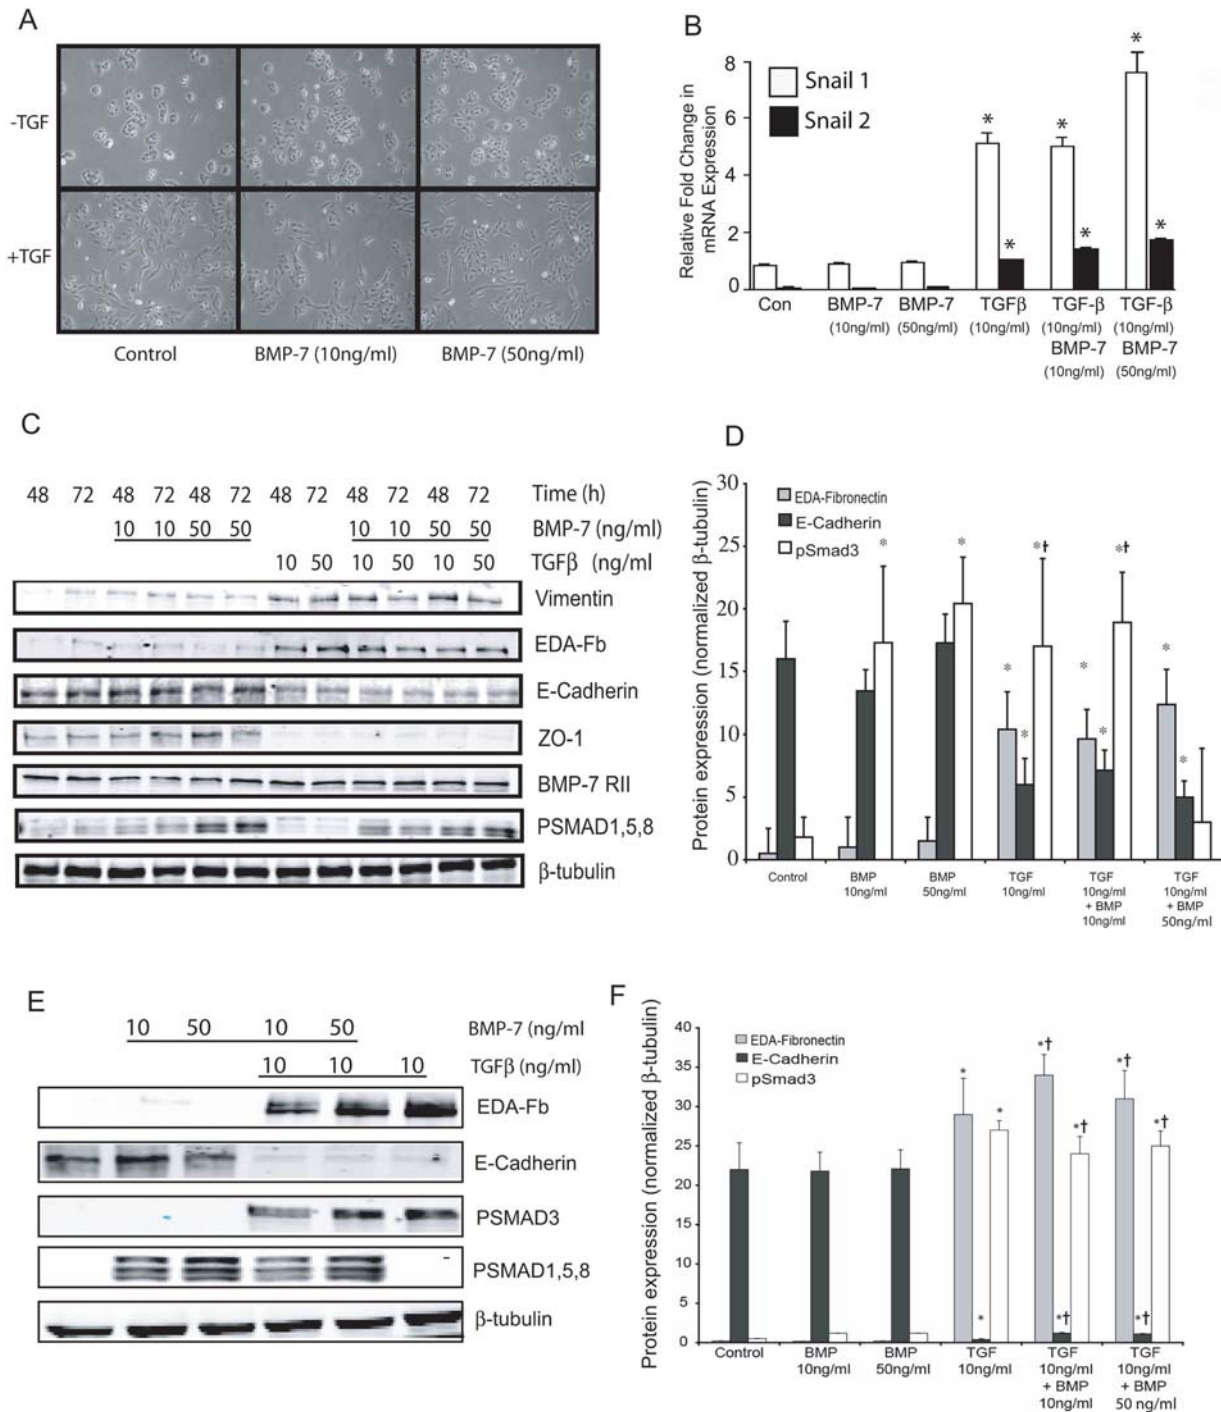 A
-TGF
+TGF
Control
BMP-7 (10ng/ml)
BMP-7 (50ng/ml)
B
Snail 1
Snail 2
Relative Fold Change in
mRNA Expression
8
6
4
2
0
* * * * * *
Con
BMP-7
(10ng/ml)
BMP-7
(50ng/ml)
TGFβ
(10ng/ml)
TGF-β
(10ng/ml)
BMP-7
(10ng/ml)
TGF-β
(10ng/ml)
BMP-7
(50ng/ml)
C
48 72 48 72 48 72 48 72 48 72 48 72 Time (h)
10 10 50 50 10 10 50 50 BMP-7 (ng/ml)
10 50 10 50 10 50 TGFβ (ng/ml
Vimentin
EDA-Fb
E-Cadherin
ZO-1
BMP-7 RII
PSMAD1,5,8
β-tubulin
D
Protein expression (normalized β-tubulin)
30
25
20
15
10
5
0
EDA-Fibronectin
E-Cadherin
pSmad3
* * * * *† * * *† * *
Control
BMP
10ng/ml
BMP
50ng/ml
TGF
10ng/ml
TGF
10ng/ml
+ BMP
10ng/ml
TGF
10ng/ml
+ BMP
50ng/ml
E
10 50 10 50 BMP-7 (ng/ml
10 10 10 TGFβ (ng/ml)
EDA-Fb
E-Cadherin
PSMAD3
PSMAD1,5,8
β-tubulin
F
Protein expression (normalized β-tubulin)
40
35
30
25
20
15
10
5
0
EDA-Fibronectin
E-Cadherin
pSmad3
* * * *† *† *† *† *† *†
Control
BMP
10ng/ml
BMP
50ng/ml
TGF
10ng/ml
TGF
10ng/ml
+ BMP
10ng/ml
TGF
10ng/ml
+ BMP
50 ng/ml